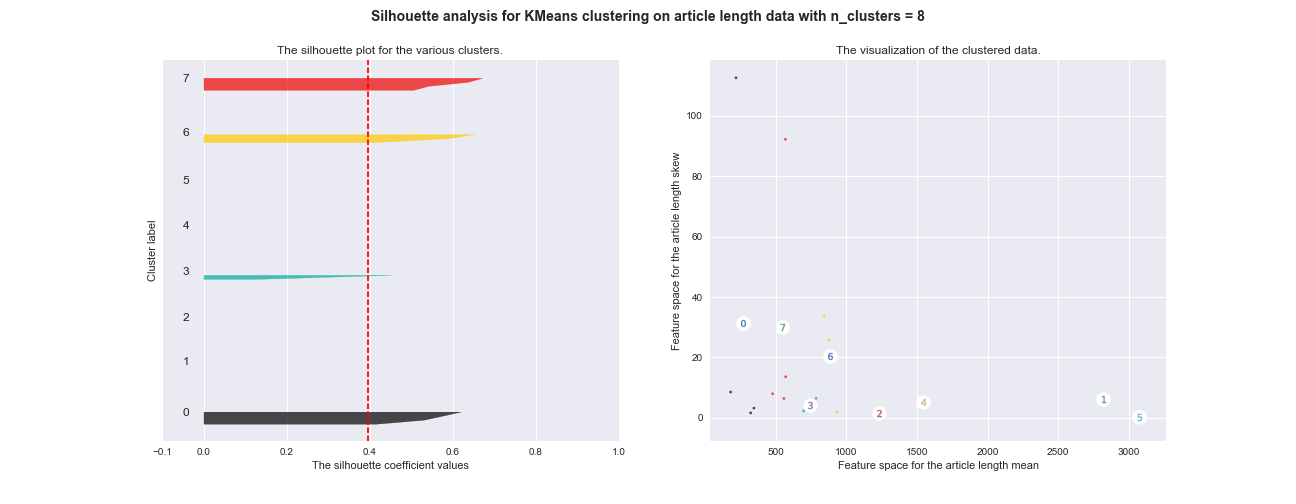 Silhouette analysis for KMeans clustering on article length data with n_clusters = 8
The silhouette plot for the various clusters.
Cluster label
7
6
5
4
3
2
1
0
−0.1 0.0 0.2 0.4 0.6 0.8 1.0
The silhouette coefficient values
The visualization of the clustered data.
Feature space for the article length skew
100
80
60
40
20
0
0 7 6 3 2 4 1 5
500 1000 1500 2000 2500 3000
Feature space for the article length mean